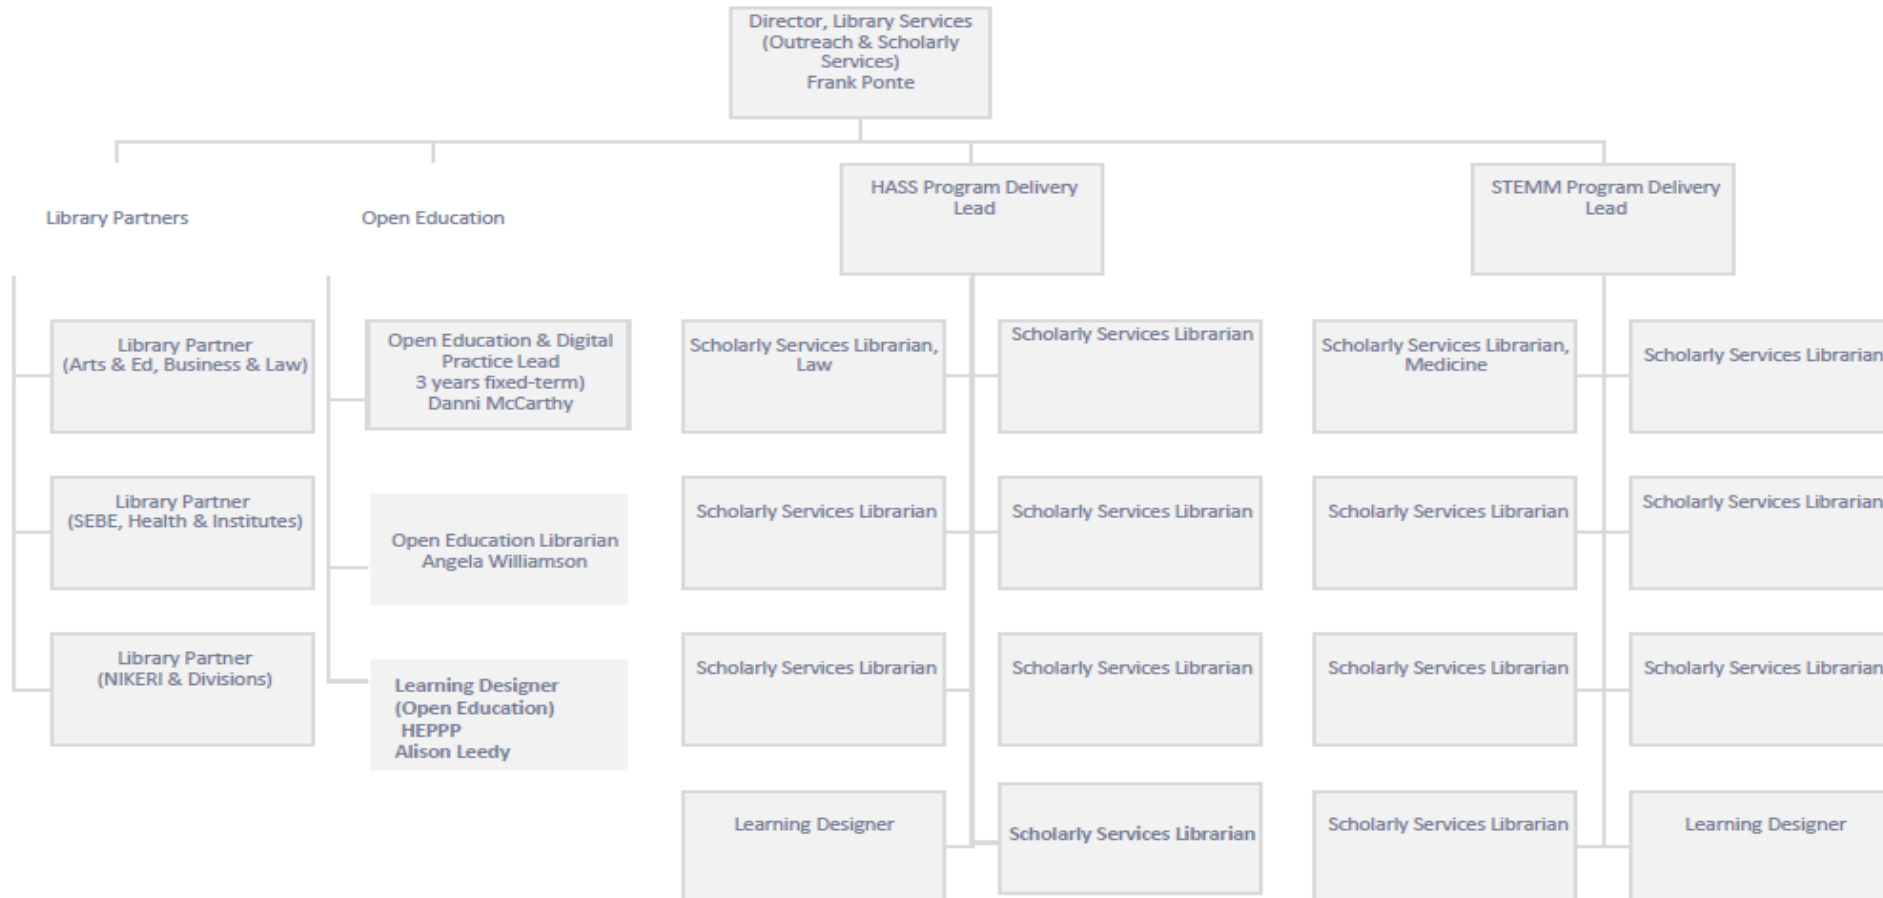 Director, Library Services
(Outreach & Scholarly
Services)
Frank Ponte
Library Partners
Open Education
HASS Program Delivery
Lead
STEMM Program Delivery
Lead
Library Partner
(Arts & Ed, Business & Law)
Open Education & Digital
Practice Lead
3 years fixed-term)
Danni McCarthy
Scholarly Services Librarian,
Law
Scholarly Services Librarian
Scholarly Services Librarian,
Medicine
Scholarly Services Librarian
Library Partner
(SEBE, Health & Institutes)
Open Education Librarian
Angela Williamson
Scholarly Services Librarian
Scholarly Services Librarian
Scholarly Services Librarian
Scholarly Services Librarian
Library Partner
(NIKERI & Divisions)
Learning Designer
(Open Education)
HEPPP
Alison Leedy
Scholarly Services Librarian
Scholarly Services Librarian
Scholarly Services Librarian
Scholarly Services Librarian
Learning Designer
Scholarly Services Librarian
Scholarly Services Librarian
Learning Designer